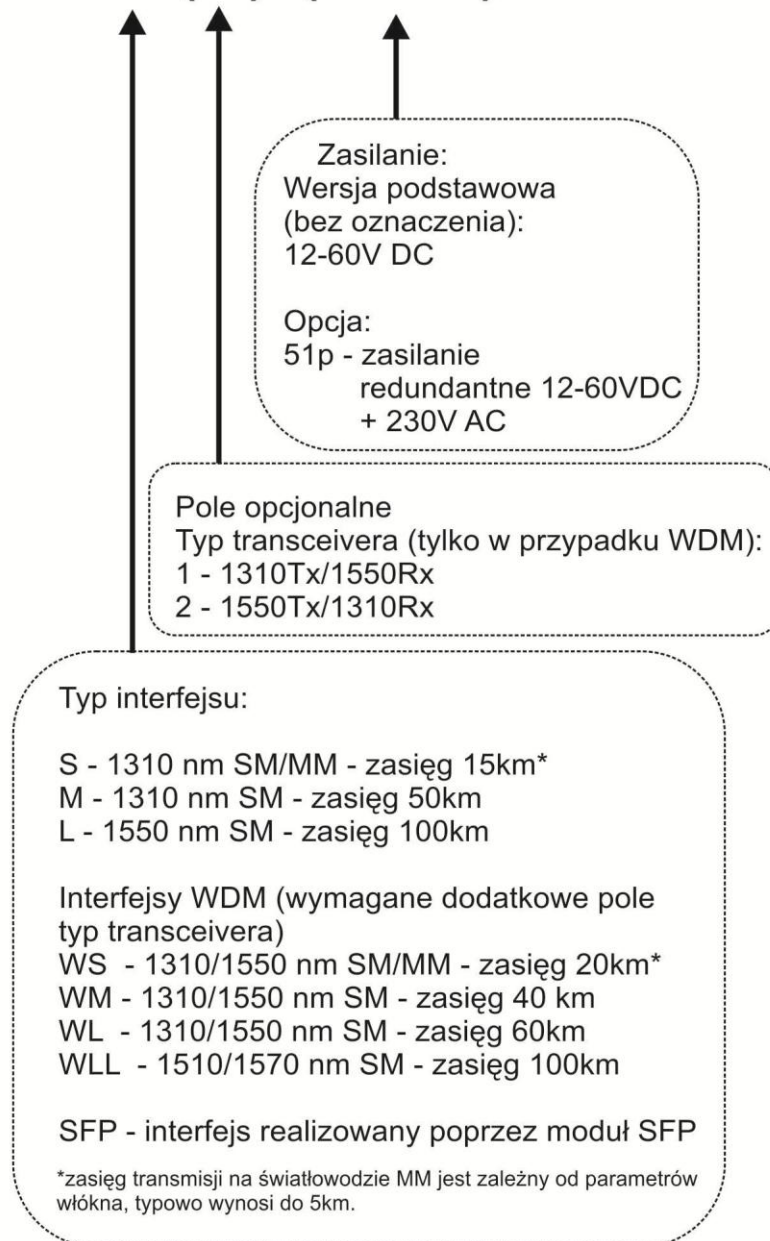 Zasilanie:
Wersja podstawowa
(bez oznaczenia):
12-60V DC
Opcja:
51p - zasilanie
redundantne 12-60VDC
+ 230V AC
Pole opcjonalne
Typ transceivera (tylko w przypadku WDM):
1 - 1310Tx/1550Rx
2 - 1550Tx/1310Rx
Typ interfejsu:
S - 1310 nm SM/MM - zasięg 15km*
M - 1310 nm SM - zasięg 50km
L - 1550 nm SM - zasięg 100km
Interfejsy WDM (wymagane dodatkowe pole
typ transceivera)
WS - 1310/1550 nm SM/MM - zasięg 20km*
WM - 1310/1550 nm SM - zasięg 40 km
WL - 1310/1550 nm SM - zasięg 60km
WLL - 1510/1570 nm SM - zasięg 100km
SFP - interfejs realizowany poprzez moduł SFP
*zasięg transmisji na światłowodzie MM jest zależny od parametrów
włókna, typowo wynosi do 5km.